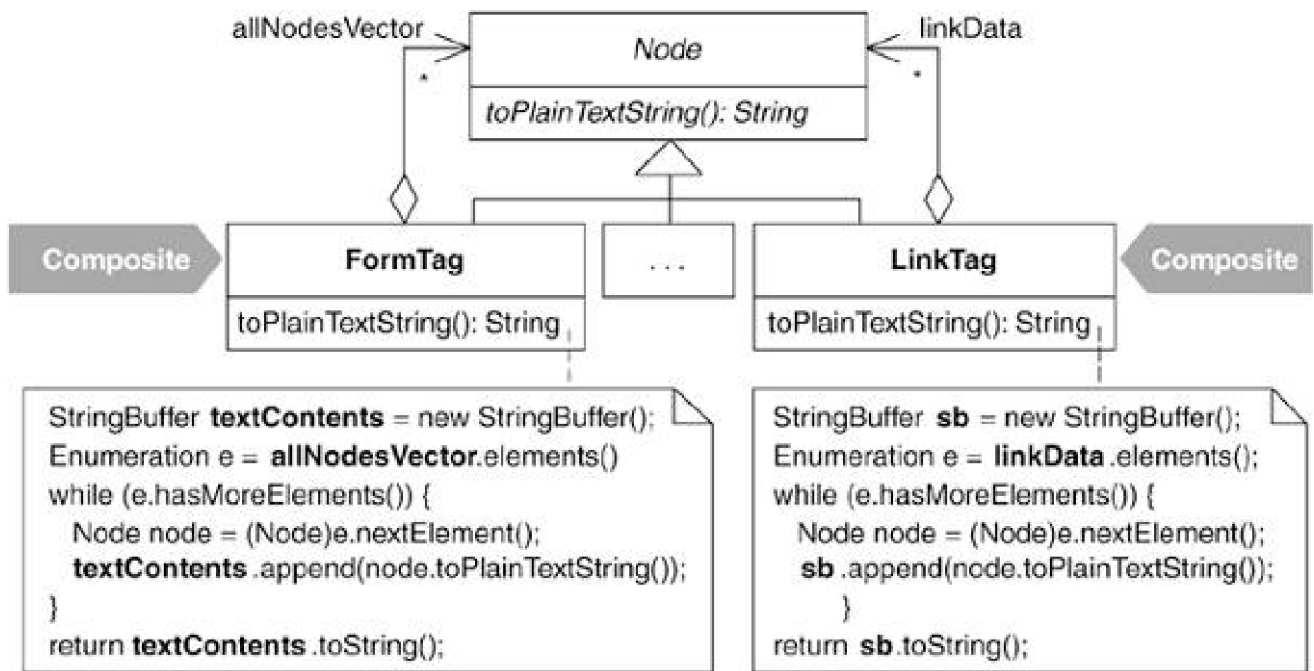 allNodesVector
Node
linkData
*
*
toPlainTextString(): String
Composite
FormTag
. . .
LinkTag
Composite
toPlainTextString(): String
toPlainTextString(): String
StringBuffer textContents = new StringBuffer();
Enumeration e = allNodesVector.elements()
while (e.hasMoreElements()) {
Node node = (Node)e.nextElement();
textContents.append(node.toPlainTextString());
}
return textContents.toString();
StringBuffer sb = new StringBuffer();
Enumeration e = linkData.elements();
while (e.hasMoreElements()) {
Node node = (Node)e.nextElement();
sb.append(node.toPlainTextString());
}
return sb.toString();